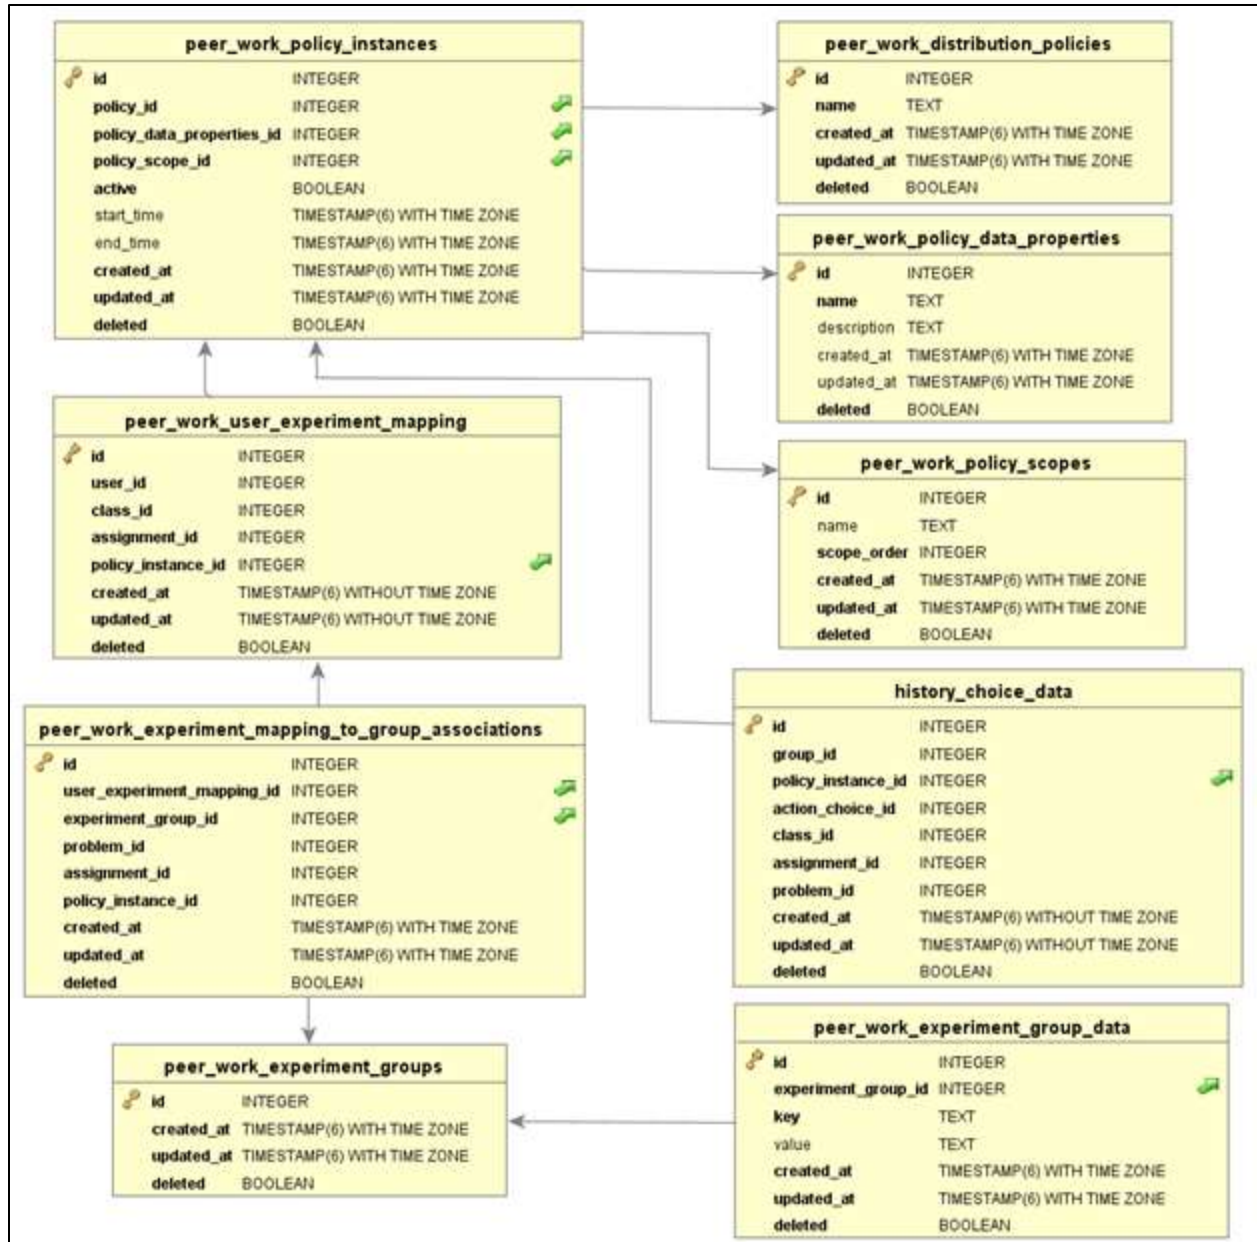 peer_work_policy_instances
id INTEGER
policy_id INTEGER
policy_data_properties_id INTEGER
policy_scope_id INTEGER
active BOOLEAN
start_time TIMESTAMP(6) WITH TIME ZONE
end_time TIMESTAMP(6) WITH TIME ZONE
created_at TIMESTAMP(6) WITH TIME ZONE
updated_at TIMESTAMP(6) WITH TIME ZONE
deleted BOOLEAN
peer_work_distribution_policies
id INTEGER
name TEXT
created_at TIMESTAMP(6) WITH TIME ZONE
updated_at TIMESTAMP(6) WITH TIME ZONE
deleted BOOLEAN
peer_work_policy_data_properties
id INTEGER
name TEXT
description TEXT
created_at TIMESTAMP(6) WITH TIME ZONE
updated_at TIMESTAMP(6) WITH TIME ZONE
deleted BOOLEAN
peer_work_user_experiment_mapping
id INTEGER
user_id INTEGER
class_id INTEGER
assignment_id INTEGER
policy_instance_id INTEGER
created_at TIMESTAMP(6) WITHOUT TIME ZONE
updated_at TIMESTAMP(6) WITHOUT TIME ZONE
deleted BOOLEAN
peer_work_policy_scopes
id INTEGER
name TEXT
scope_order INTEGER
created_at TIMESTAMP(6) WITH TIME ZONE
updated_at TIMESTAMP(6) WITH TIME ZONE
deleted BOOLEAN
peer_work_experiment_mapping_to_group_associations
id INTEGER
user_experiment_mapping_id INTEGER
experiment_group_id INTEGER
problem_id INTEGER
assignment_id INTEGER
policy_instance_id INTEGER
created_at TIMESTAMP(6) WITH TIME ZONE
updated_at TIMESTAMP(6) WITH TIME ZONE
deleted BOOLEAN
history_choice_data
id INTEGER
group_id INTEGER
policy_instance_id INTEGER
action_choice_id INTEGER
class_id INTEGER
assignment_id INTEGER
problem_id INTEGER
created_at TIMESTAMP(6) WITHOUT TIME ZONE
updated_at TIMESTAMP(6) WITHOUT TIME ZONE
deleted BOOLEAN
peer_work_experiment_groups
id INTEGER
created_at TIMESTAMP(6) WITH TIME ZONE
updated_at TIMESTAMP(6) WITH TIME ZONE
deleted BOOLEAN
peer_work_experiment_group_data
id INTEGER
experiment_group_id INTEGER
key TEXT
value TEXT
created_at TIMESTAMP(6) WITH TIME ZONE
updated_at TIMESTAMP(6) WITH TIME ZONE
deleted BOOLEAN